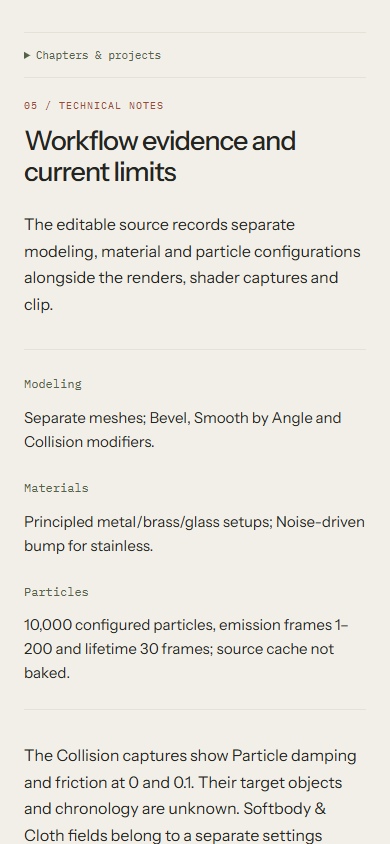 ▶ Chapters & projects
05 / TECHNICAL NOTES
Workflow evidence and
current limits
The editable source records separate
modeling, material and particle configurations
alongside the renders, shader captures and
clip.
Modeling
Separate meshes; Bevel, Smooth by Angle and
Collision modifiers.
Materials
Principled metal/brass/glass setups; Noise-driven
bump for stainless.
Particles
10,000 configured particles, emission frames 1–
200 and lifetime 30 frames; source cache not
baked.
The Collision captures show Particle damping
and friction at 0 and 0.1. Their target objects
and chronology are unknown. Softbody &
Cloth fields belong to a separate settings